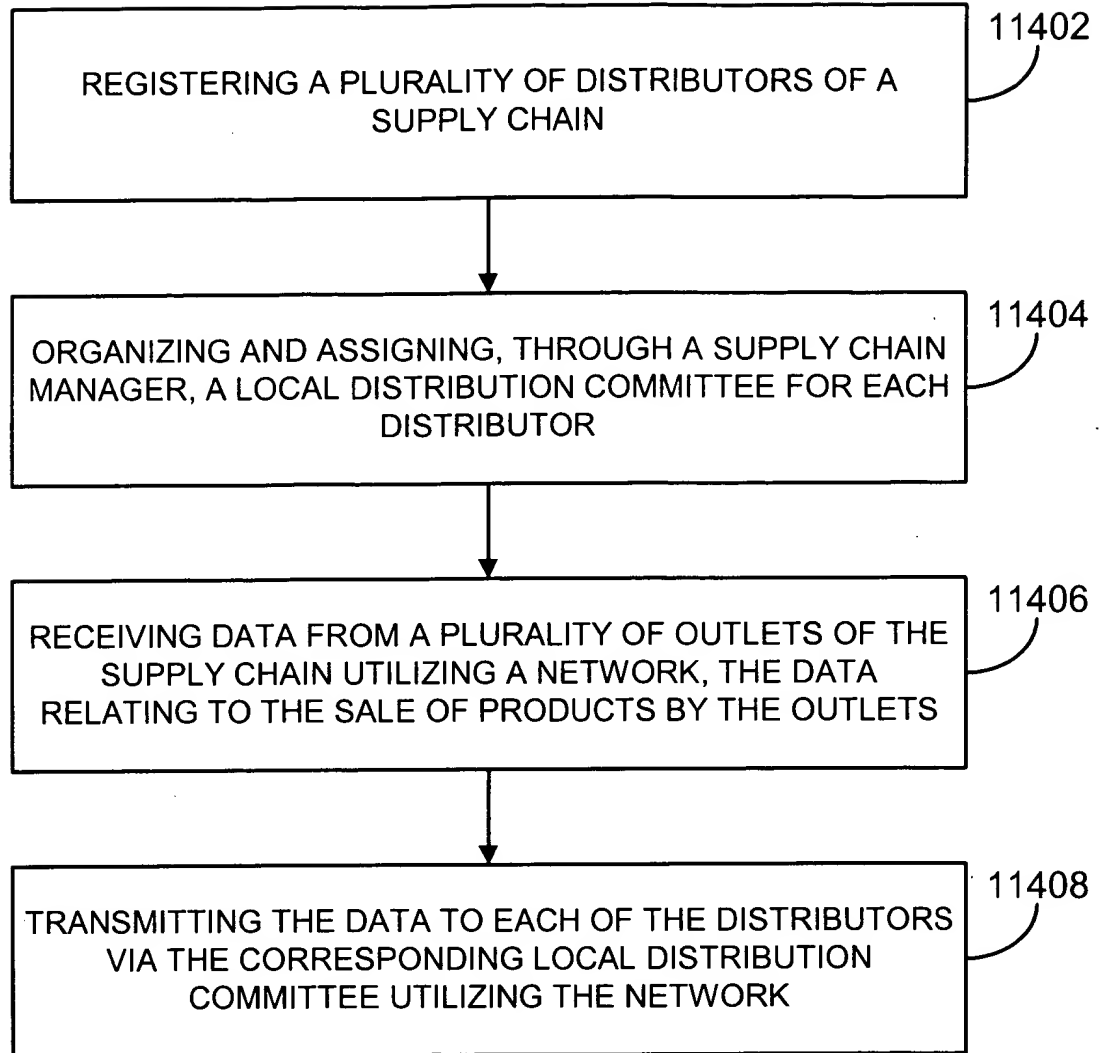 11402
REGISTERING A PLURALITY OF DISTRIBUTORS OF A
SUPPLY CHAIN
11404
ORGANIZING AND ASSIGNING, THROUGH A SUPPLY CHAIN
MANAGER, A LOCAL DISTRIBUTION COMMITTEE FOR EACH
DISTRIBUTOR
11406
RECEIVING DATA FROM A PLURALITY OF OUTLETS OF THE
SUPPLY CHAIN UTILIZING A NETWORK, THE DATA
RELATING TO THE SALE OF PRODUCTS BY THE OUTLETS
11408
TRANSMITTING THE DATA TO EACH OF THE DISTRIBUTORS
VIA THE CORRESPONDING LOCAL DISTRIBUTION
COMMITTEE UTILIZING THE NETWORK